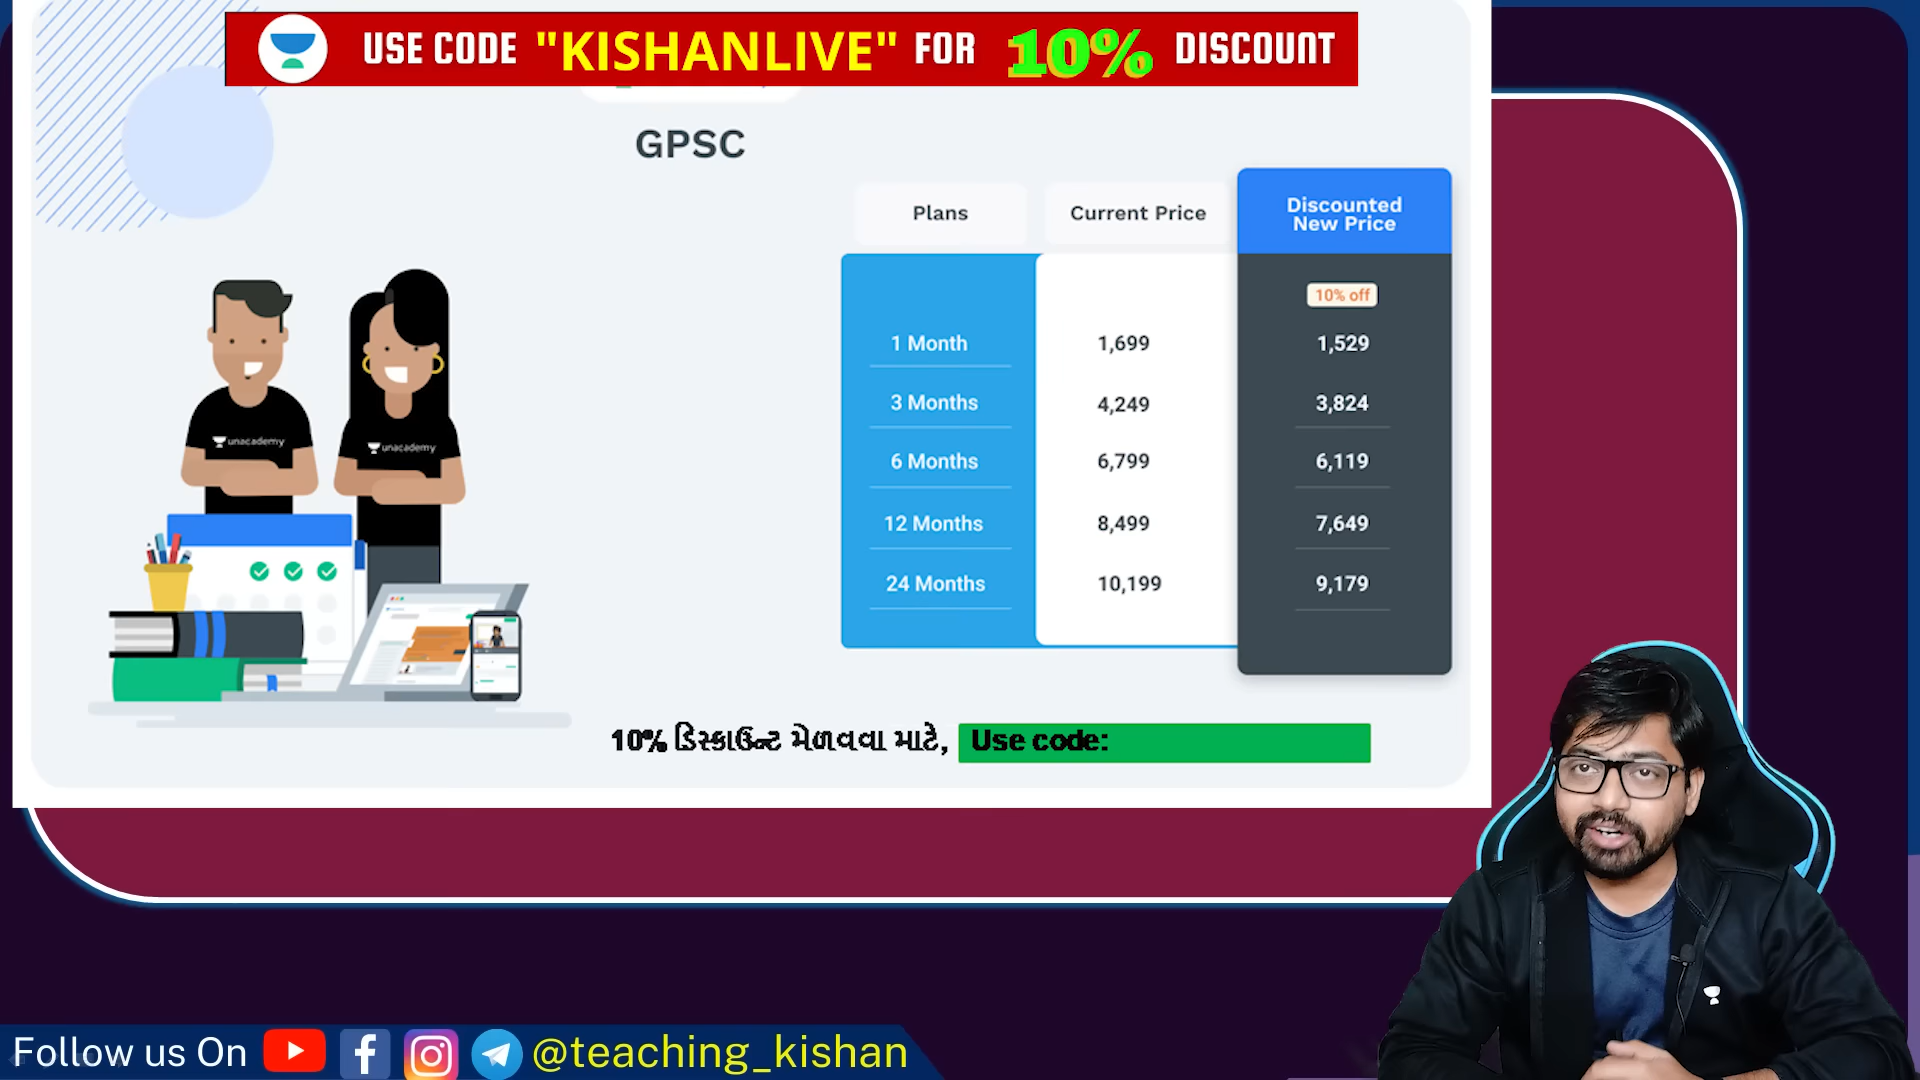 USE CODE "KISHANLIVE" FOR 10% DISCOUNT
GPSC
Plans Current Price Discounted New Price
10% off
1 Month 1,699 1,529
3 Months 4,249 3,824
6 Months 6,799 6,119
12 Months 8,499 7,649
24 Months 10,199 9,179
unacademy unacademy
10% ડિસ્કાઉન્ટ મેળવવા માટે, Use code:
Follow us On @teaching_kishan